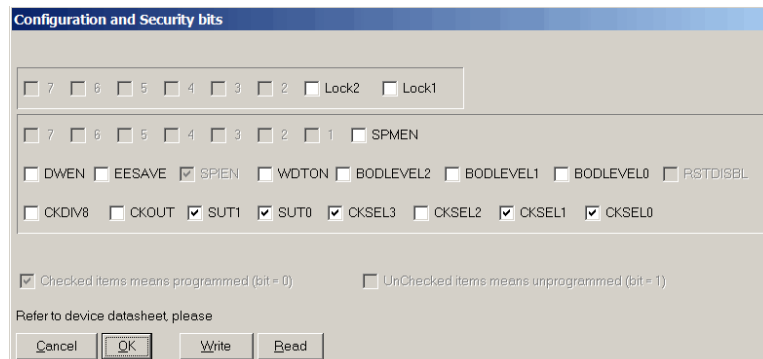 Configuration and Security bits
7 6 5 4 3 2 Lock2 Lock1
7 6 5 4 3 2 1 SPMEN
DWEN EESAVE SPIEN WDTON BODLEVEL2 BODLEVEL1 BODLEVEL0 RSTDISBL
CKDIV8 CKOUT SUT1 SUT0 CKSEL3 CKSEL2 CKSEL1 CKSEL0
Checked items means programmed (bit = 0) UnChecked items means unprogrammed (bit = 1)
Refer to device datasheet, please
Cancel OK Write Read